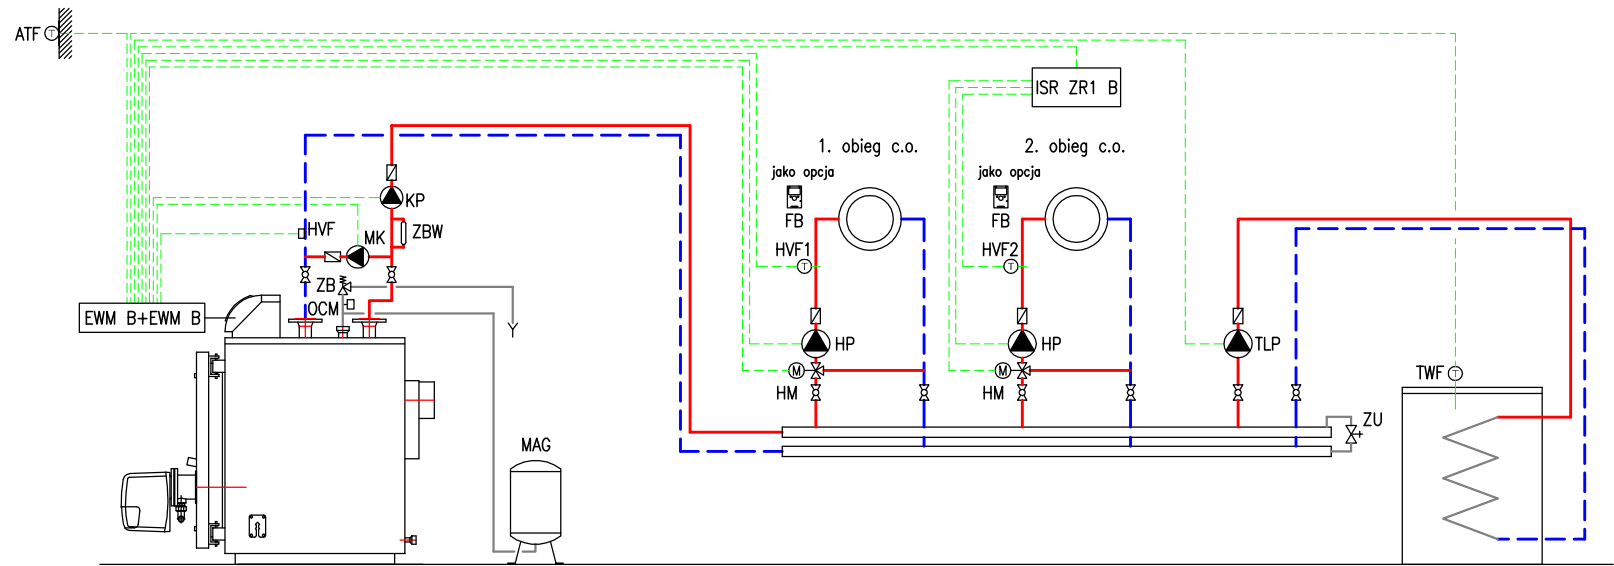 ATF
T
ISR ZR1 B
1. obieg c.o.
2. obieg c.o.
jako opcja
jako opcja
KP
FB
FB
HVF
MK
ZBW
HVF1
T
HVF2
T
ZB
OCM
EWM B+EWM B
HP
HP
TLP
M
M
TWF
T
HM
HM
ZU
MAG